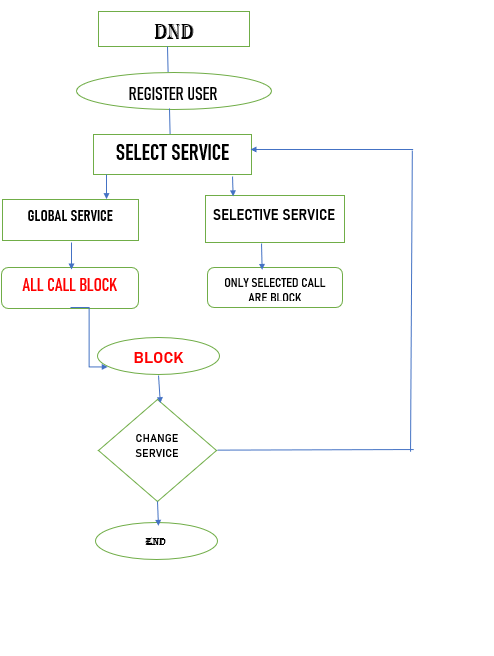 DND
REGISTER USER
SELECT SERVICE
GLOBAL SERVICE
SELECTIVE SERVICE
ALL CALL BLOCK
ONLY SELECTED CALL
ARE BLOCK
BLOCK
CHANGE
SERVICE
END